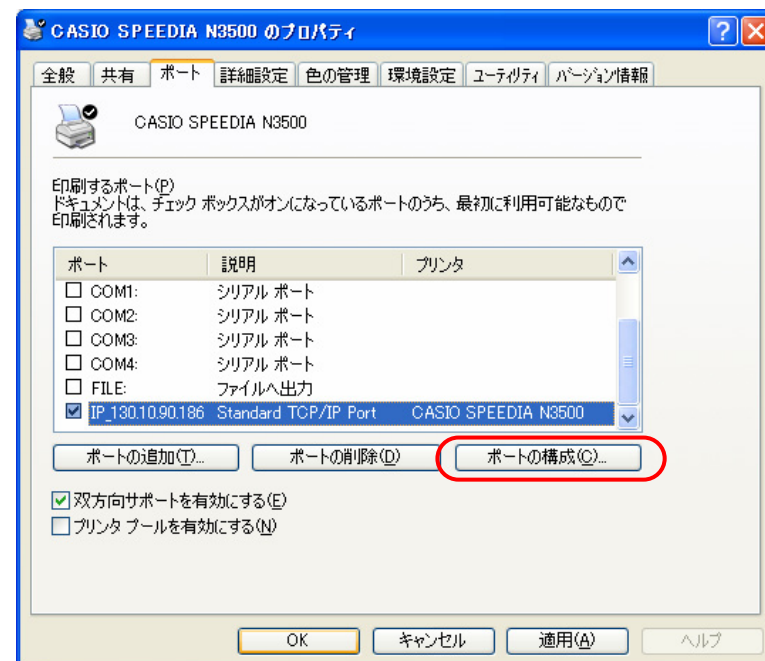 CASIO SPEEDIA N3500 のプロパティ
全般 共有 ポート 詳細設定 色の管理 環境設定 ユーティリティ バージョン情報
CASIO SPEEDIA N3500
印刷するポート(P)
ドキュメントは、チェック ボックスがオンになっているポートのうち、最初に利用可能なもので
印刷されます。
ポート 説明 プリンタ
COM1: シリアル ポート
COM2: シリアル ポート
COM3: シリアル ポート
COM4: シリアル ポート
FILE: ファイルへ出力
IP_130.10.90.186 Standard TCP/IP Port CASIO SPEEDIA N3500
ポートの追加(T)... ポートの削除(D) ポートの構成(C)...
双方向サポートを有効にする(E)
プリンタ プールを有効にする(N)
OK キャンセル 適用(A) ヘルプ